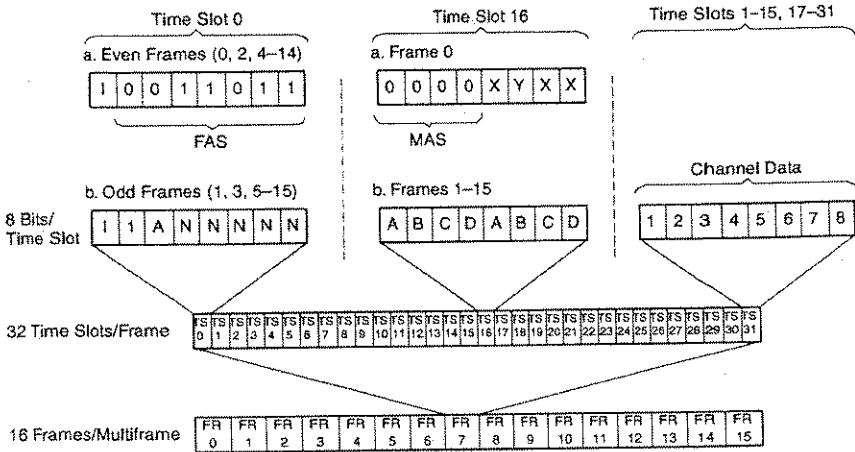 Time Slot 0
Time Slot 16
Time Slots 1–15, 17–31
a. Even Frames (0, 2, 4–14)
a. Frame 0
I 0 0 1 1 0 1 1
0 0 0 0 X Y X X
FAS
MAS
b. Odd Frames (1, 3, 5–15)
b. Frames 1–15
Channel Data
8 Bits/
Time Slot
I 1 A N N N N N
A B C D A B C D
1 2 3 4 5 6 7 8
32 Time Slots/Frame
TS TS TS TS TS TS TS TS TS TS TS TS TS TS TS TS TS TS TS TS TS TS TS TS TS TS TS TS TS TS TS TS
0 1 2 3 4 5 6 7 8 9 10 11 12 13 14 15 16 17 18 19 20 21 22 23 24 25 26 27 28 29 30 31
16 Frames/Multiframe
FR FR FR FR FR FR FR FR FR FR FR FR FR FR FR FR
0 1 2 3 4 5 6 7 8 9 10 11 12 13 14 15